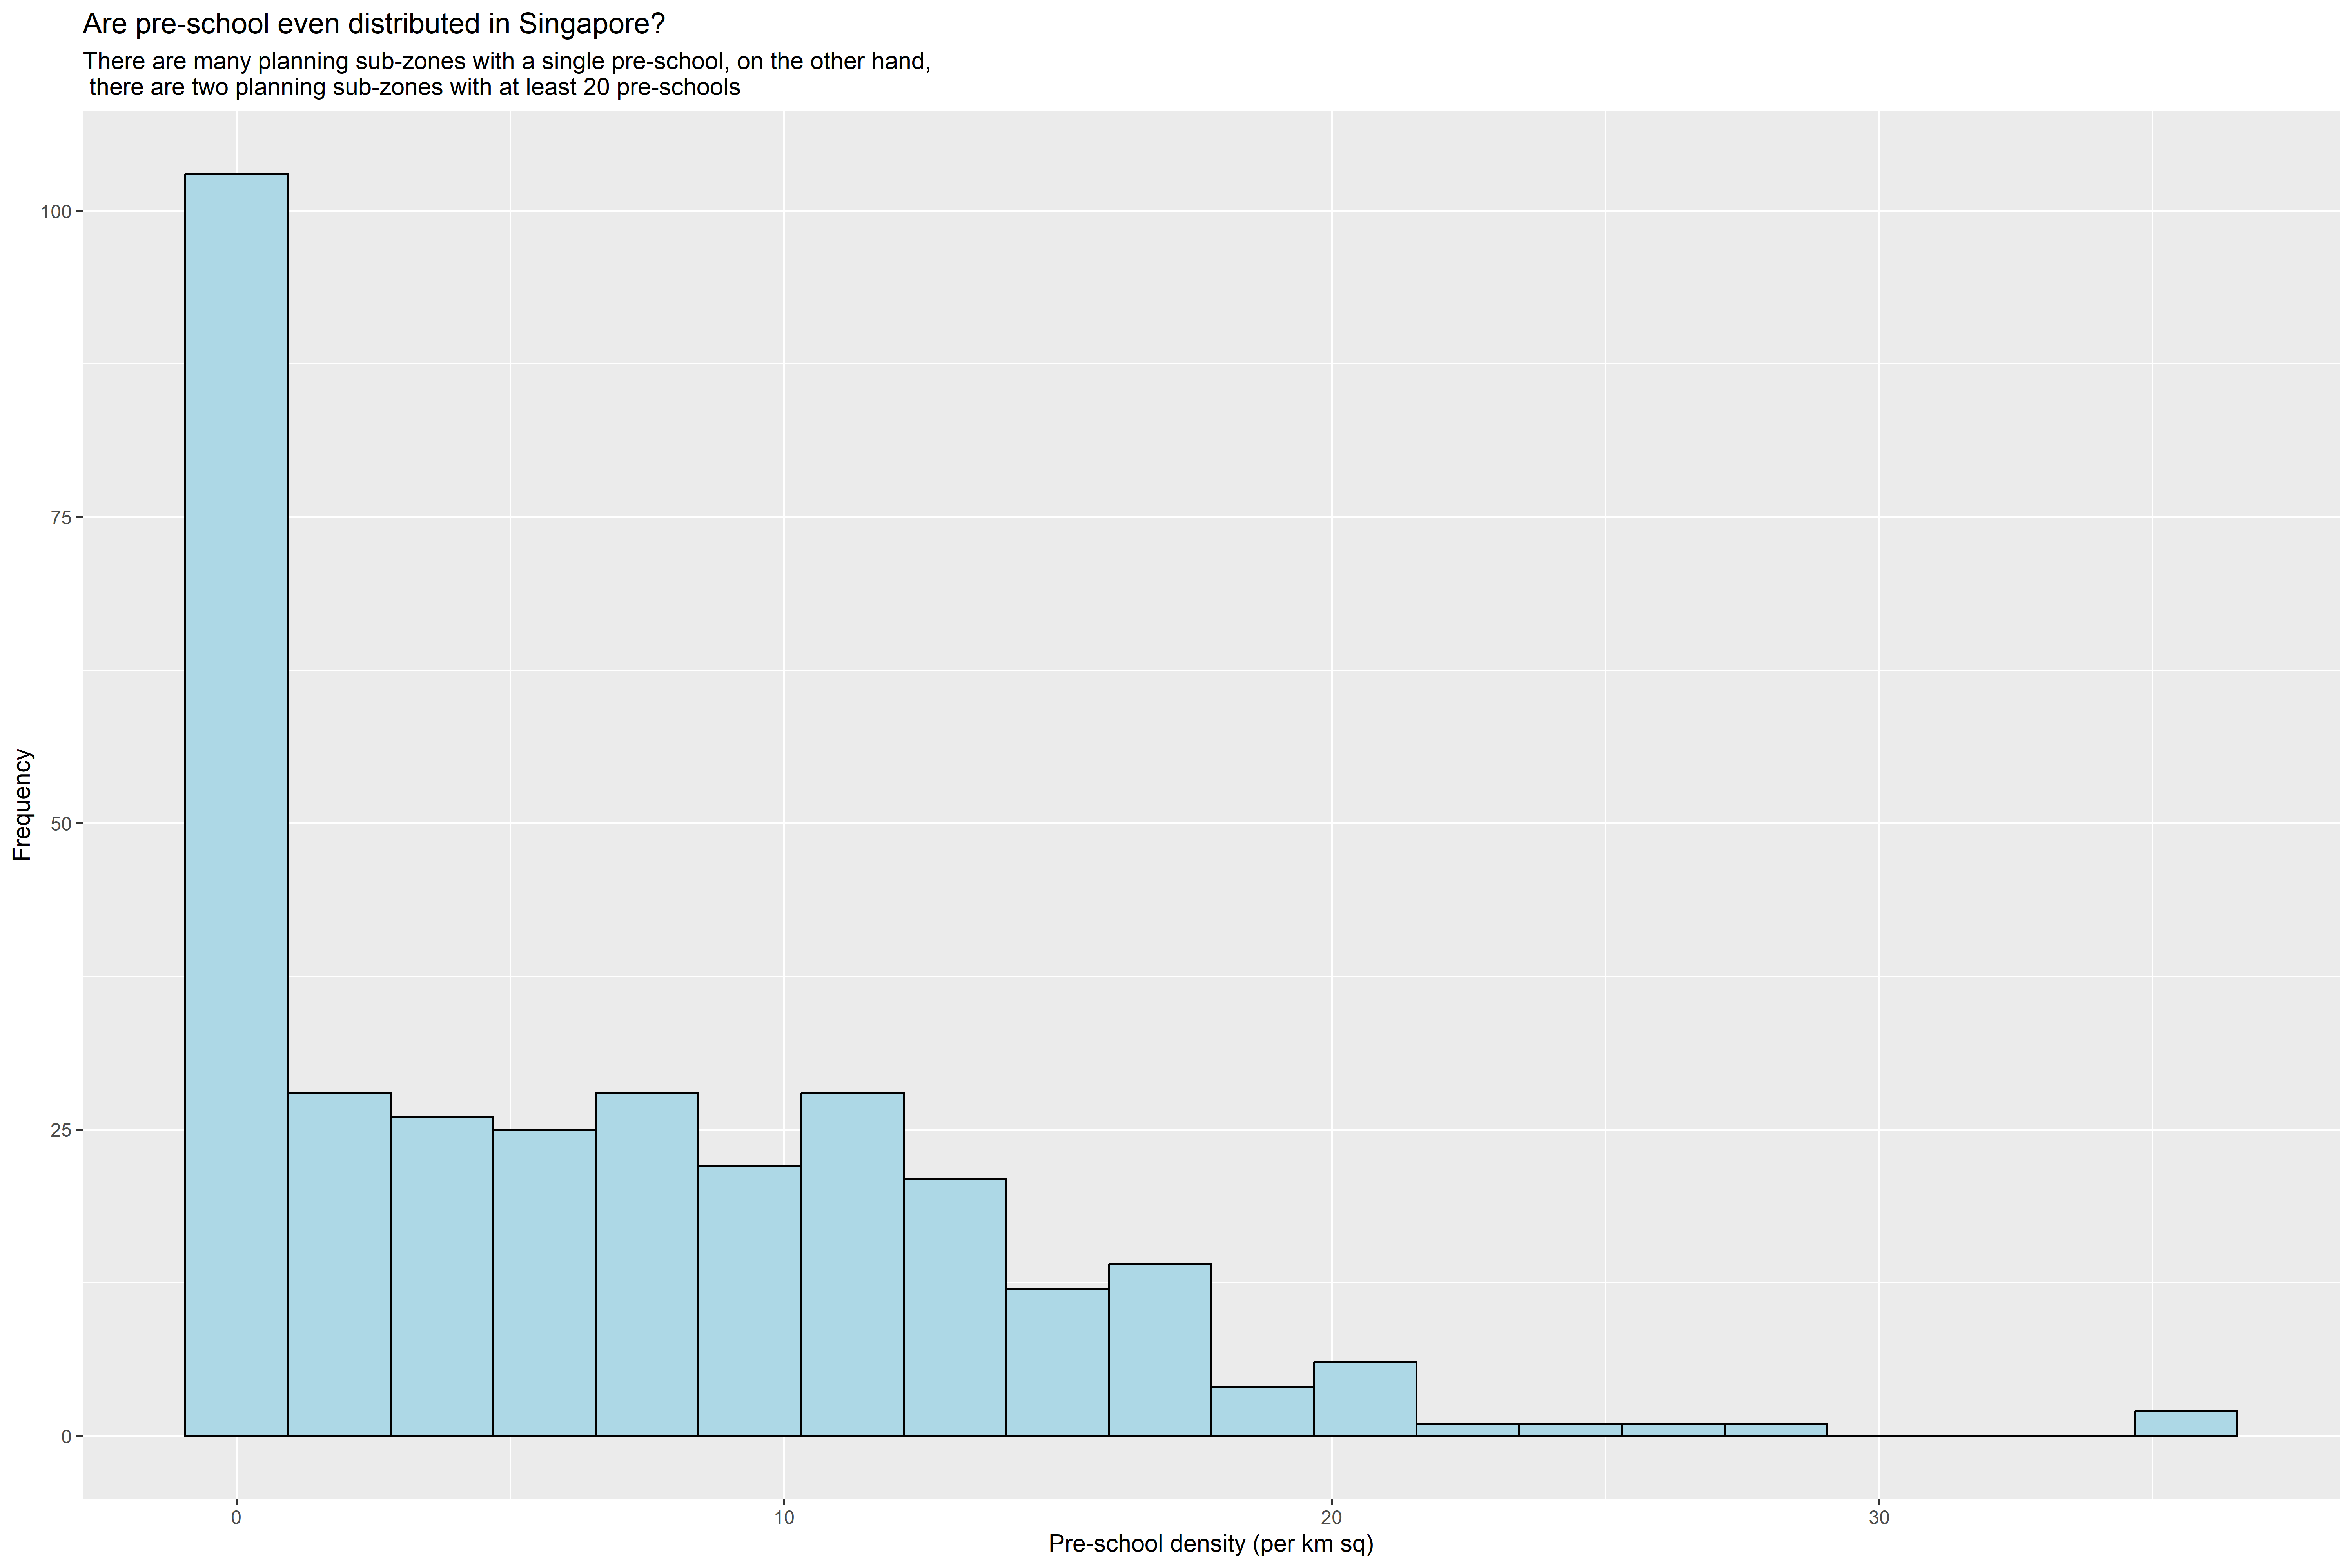 Are pre-school even distributed in Singapore?
There are many planning sub-zones with a single pre-school, on the other hand,
there are two planning sub-zones with at least 20 pre-schools
100
75
50
25
0
Frequency
0 10 20 30
Pre-school density (per km sq)